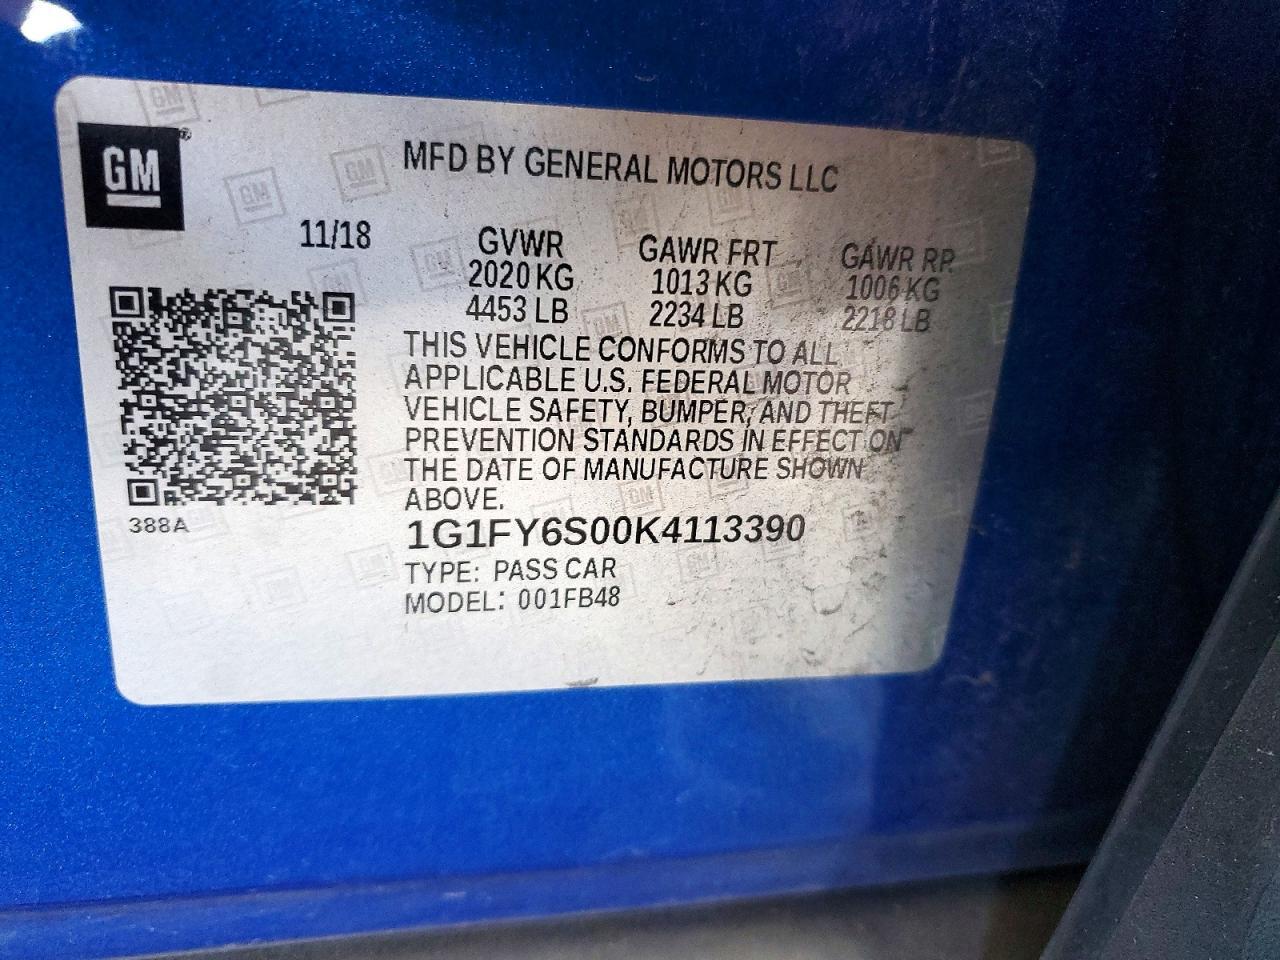 GM®
MFD BY GENERAL MOTORS LLC
11/18
GVWR GAWR FRT GAWR RR
2020 KG 1013 KG 1006 KG
4453 LB 2234 LB 2218 LB
THIS VEHICLE CONFORMS TO ALL
APPLICABLE U.S. FEDERAL MOTOR
VEHICLE SAFETY, BUMPER, AND THEFT
PREVENTION STANDARDS IN EFFECT ON
THE DATE OF MANUFACTURE SHOWN
ABOVE.
388A
1G1FY6S00K4113390
TYPE: PASS CAR
MODEL: 001FB48